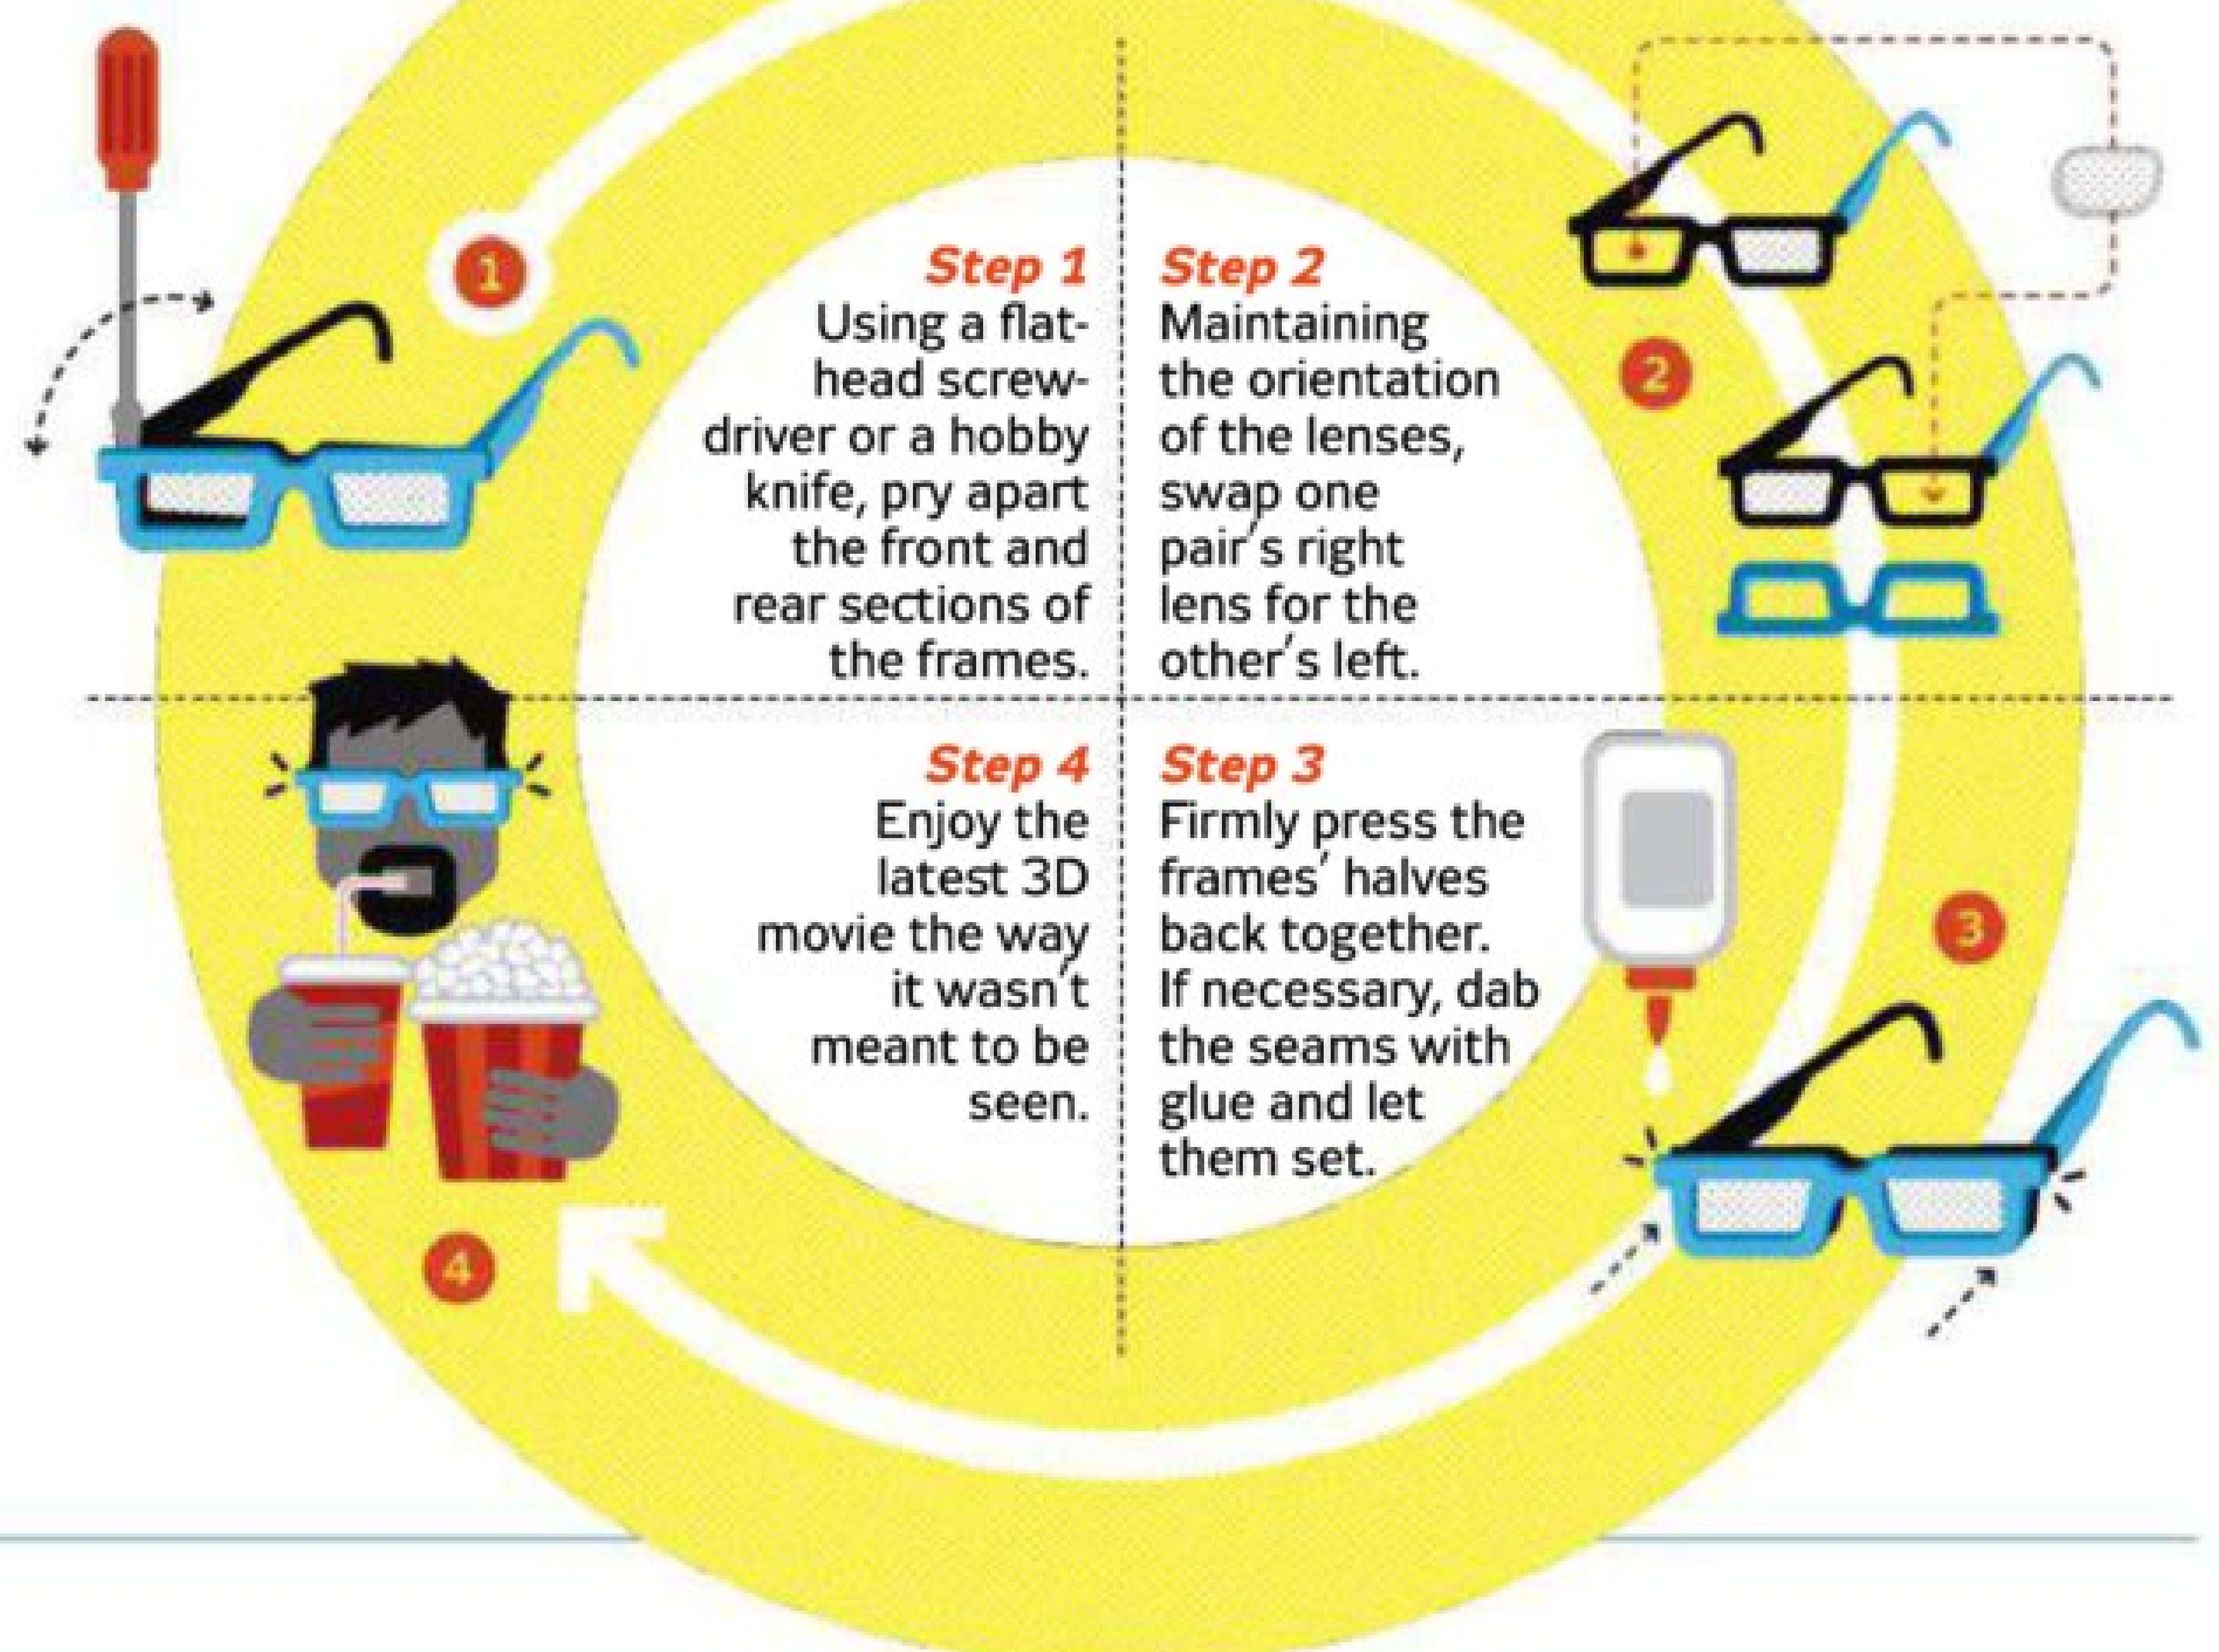 1
Step 1
Using a flat-
head screw-
driver or a hobby
knife, pry apart
the front and
rear sections of
the frames.
Step 2
Maintaining
the orientation
of the lenses,
swap one
pair's right
lens for the
other's left.
2
Step 3
Firmly press the
frames' halves
back together.
If necessary, dab
the seams with
glue and let
them set.
3
Step 4
Enjoy the
latest 3D
movie the way
it wasn't
meant to be
seen.
4